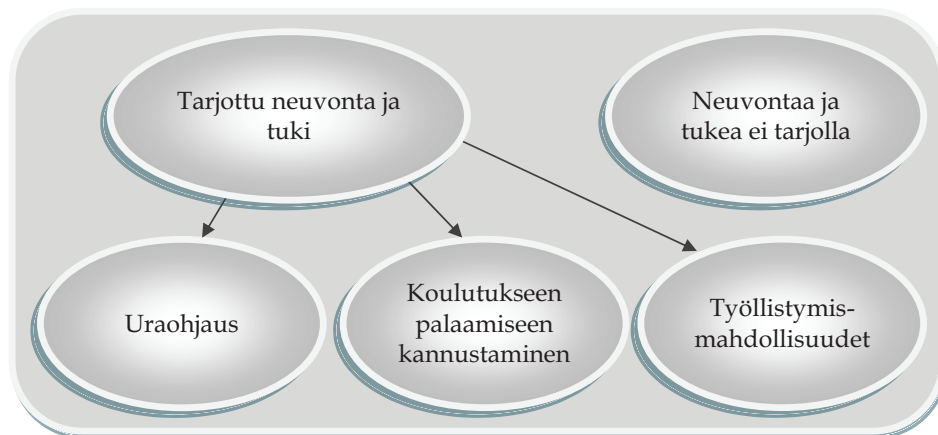 Tarjottu neuvonta ja
tuki
Neuvontaa ja
tukea ei tarjolla
Uraohjaus
Koulutukseen
palaamiseen
kannustaminen
Työllistymis-
mahdollisuudet